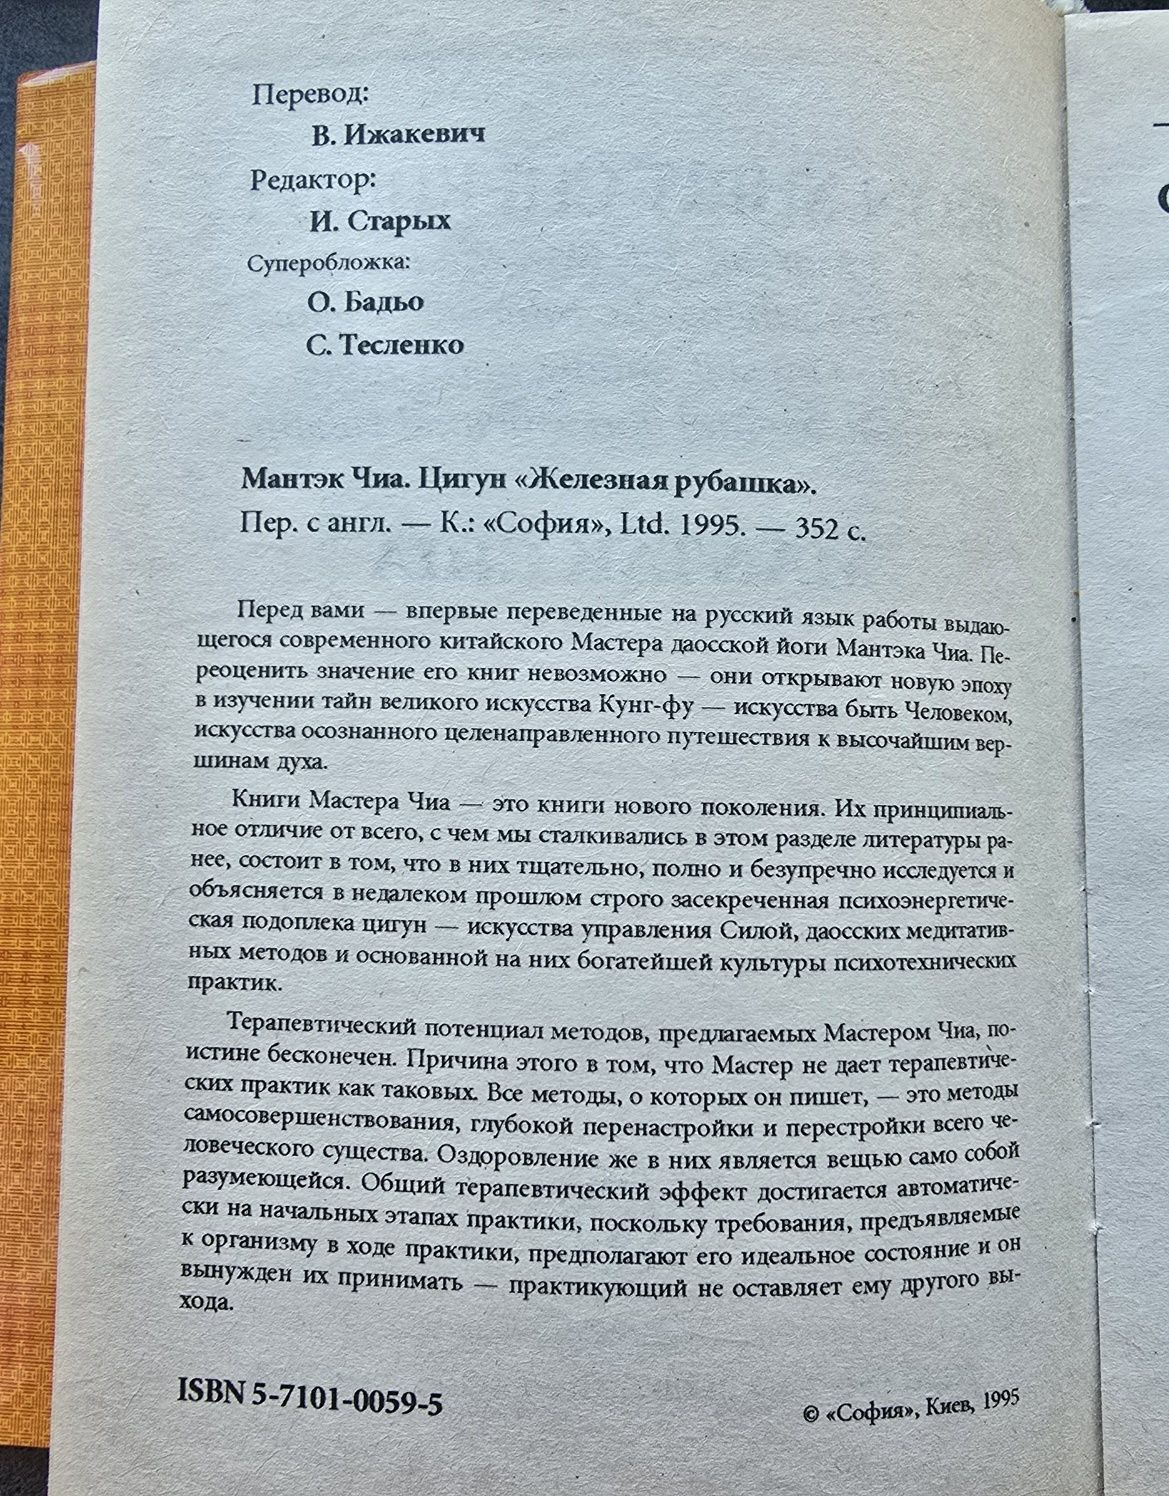 Перевод:
В. Ижакевич
Редактор:
И. Старых
Суперобложка:
О. Бадьо
С. Тесленко
Мантэк Чиа. Цигун «Железная рубашка».
Пер. с англ. — К.: «София», Ltd. 1995. — 352 с.
Перед вами — впервые переведенные на русский язык работы выдаю-
щегося современного китайского Мастера даосской йоги Мантэка Чиа. Пе-
реоценить значение его книг невозможно — они открывают новую эпоху
в изучении тайн великого искусства Кунг-фу — искусства быть Человеком,
искусства осознанного целенаправленного путешествия к высочайшим вер-
шинам духа.
Книги Мастера Чиа — это книги нового поколения. Их принципиаль-
ное отличие от всего, с чем мы сталкивались в этом разделе литературы ра-
нее, состоит в том, что в них тщательно, полно и безупречно исследуется и
объясняется в недалеком прошлом строго засекреченная психоэнергетиче-
ская подоплека цигун — искусства управления Силой, даосских медитатив-
ных методов и основанной на них богатейшей культуры психотехнических
практик.
Терапевтический потенциал методов, предлагаемых Мастером Чиа, по-
истине бесконечен. Причина этого в том, что Мастер не дает терапевтиче-
ских практик как таковых. Все методы, о которых он пишет, — это методы
самосовершенствования, глубокой перенастройки и перестройки всего че-
ловеческого существа. Оздоровление же в них является вещью само собой
разумеющейся. Общий терапевтический эффект достигается автоматиче-
ски на начальных этапах практики, поскольку требования, предъявляемые
к организму в ходе практики, предполагают его идеальное состояние и он
вынужден их принимать — практикующий не оставляет ему другого вы-
хода.
ISBN 5-7101-0059-5
© «София», Киев, 1995